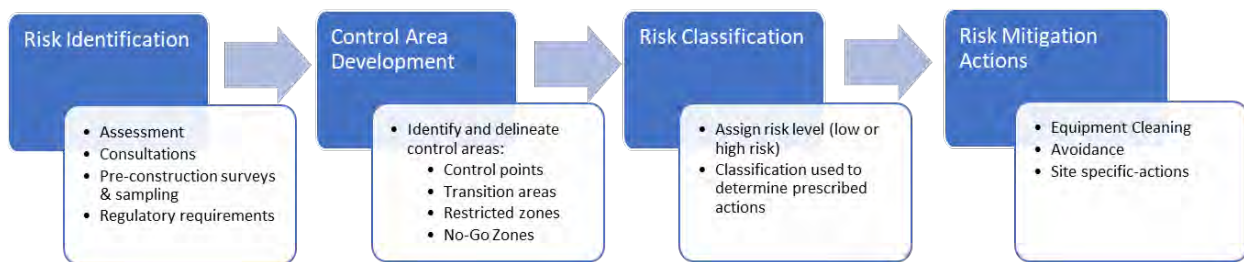 Risk Identification
• Assessment
• Consultations
• Pre-construction surveys
& sampling
• Regulatory requirements
Control Area
Development
• Identify and delineate
control areas:
• Control points
• Transition areas
• Restricted zones
• No-Go Zones
Risk Classification
• Assign risk level (low or
high risk)
• Classification used to
determine prescribed
actions
Risk Mitigation
Actions
• Equipment Cleaning
• Avoidance
• Site specific-actions